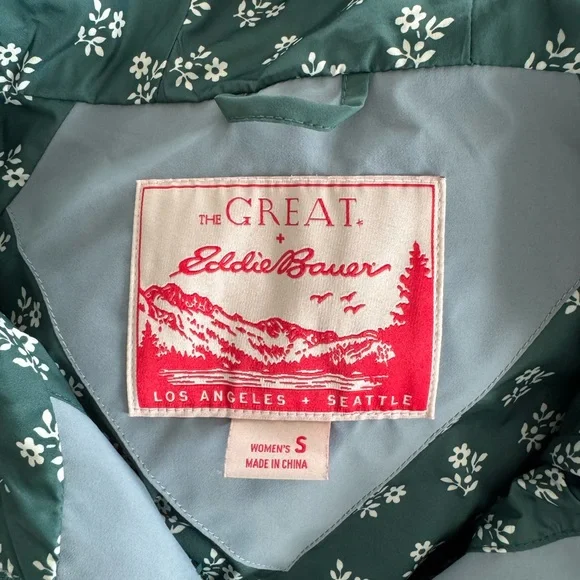 THE GREAT.
+
Eddie Bauer
LOS ANGELES + SEATTLE
WOMEN'S S
MADE IN CHINA